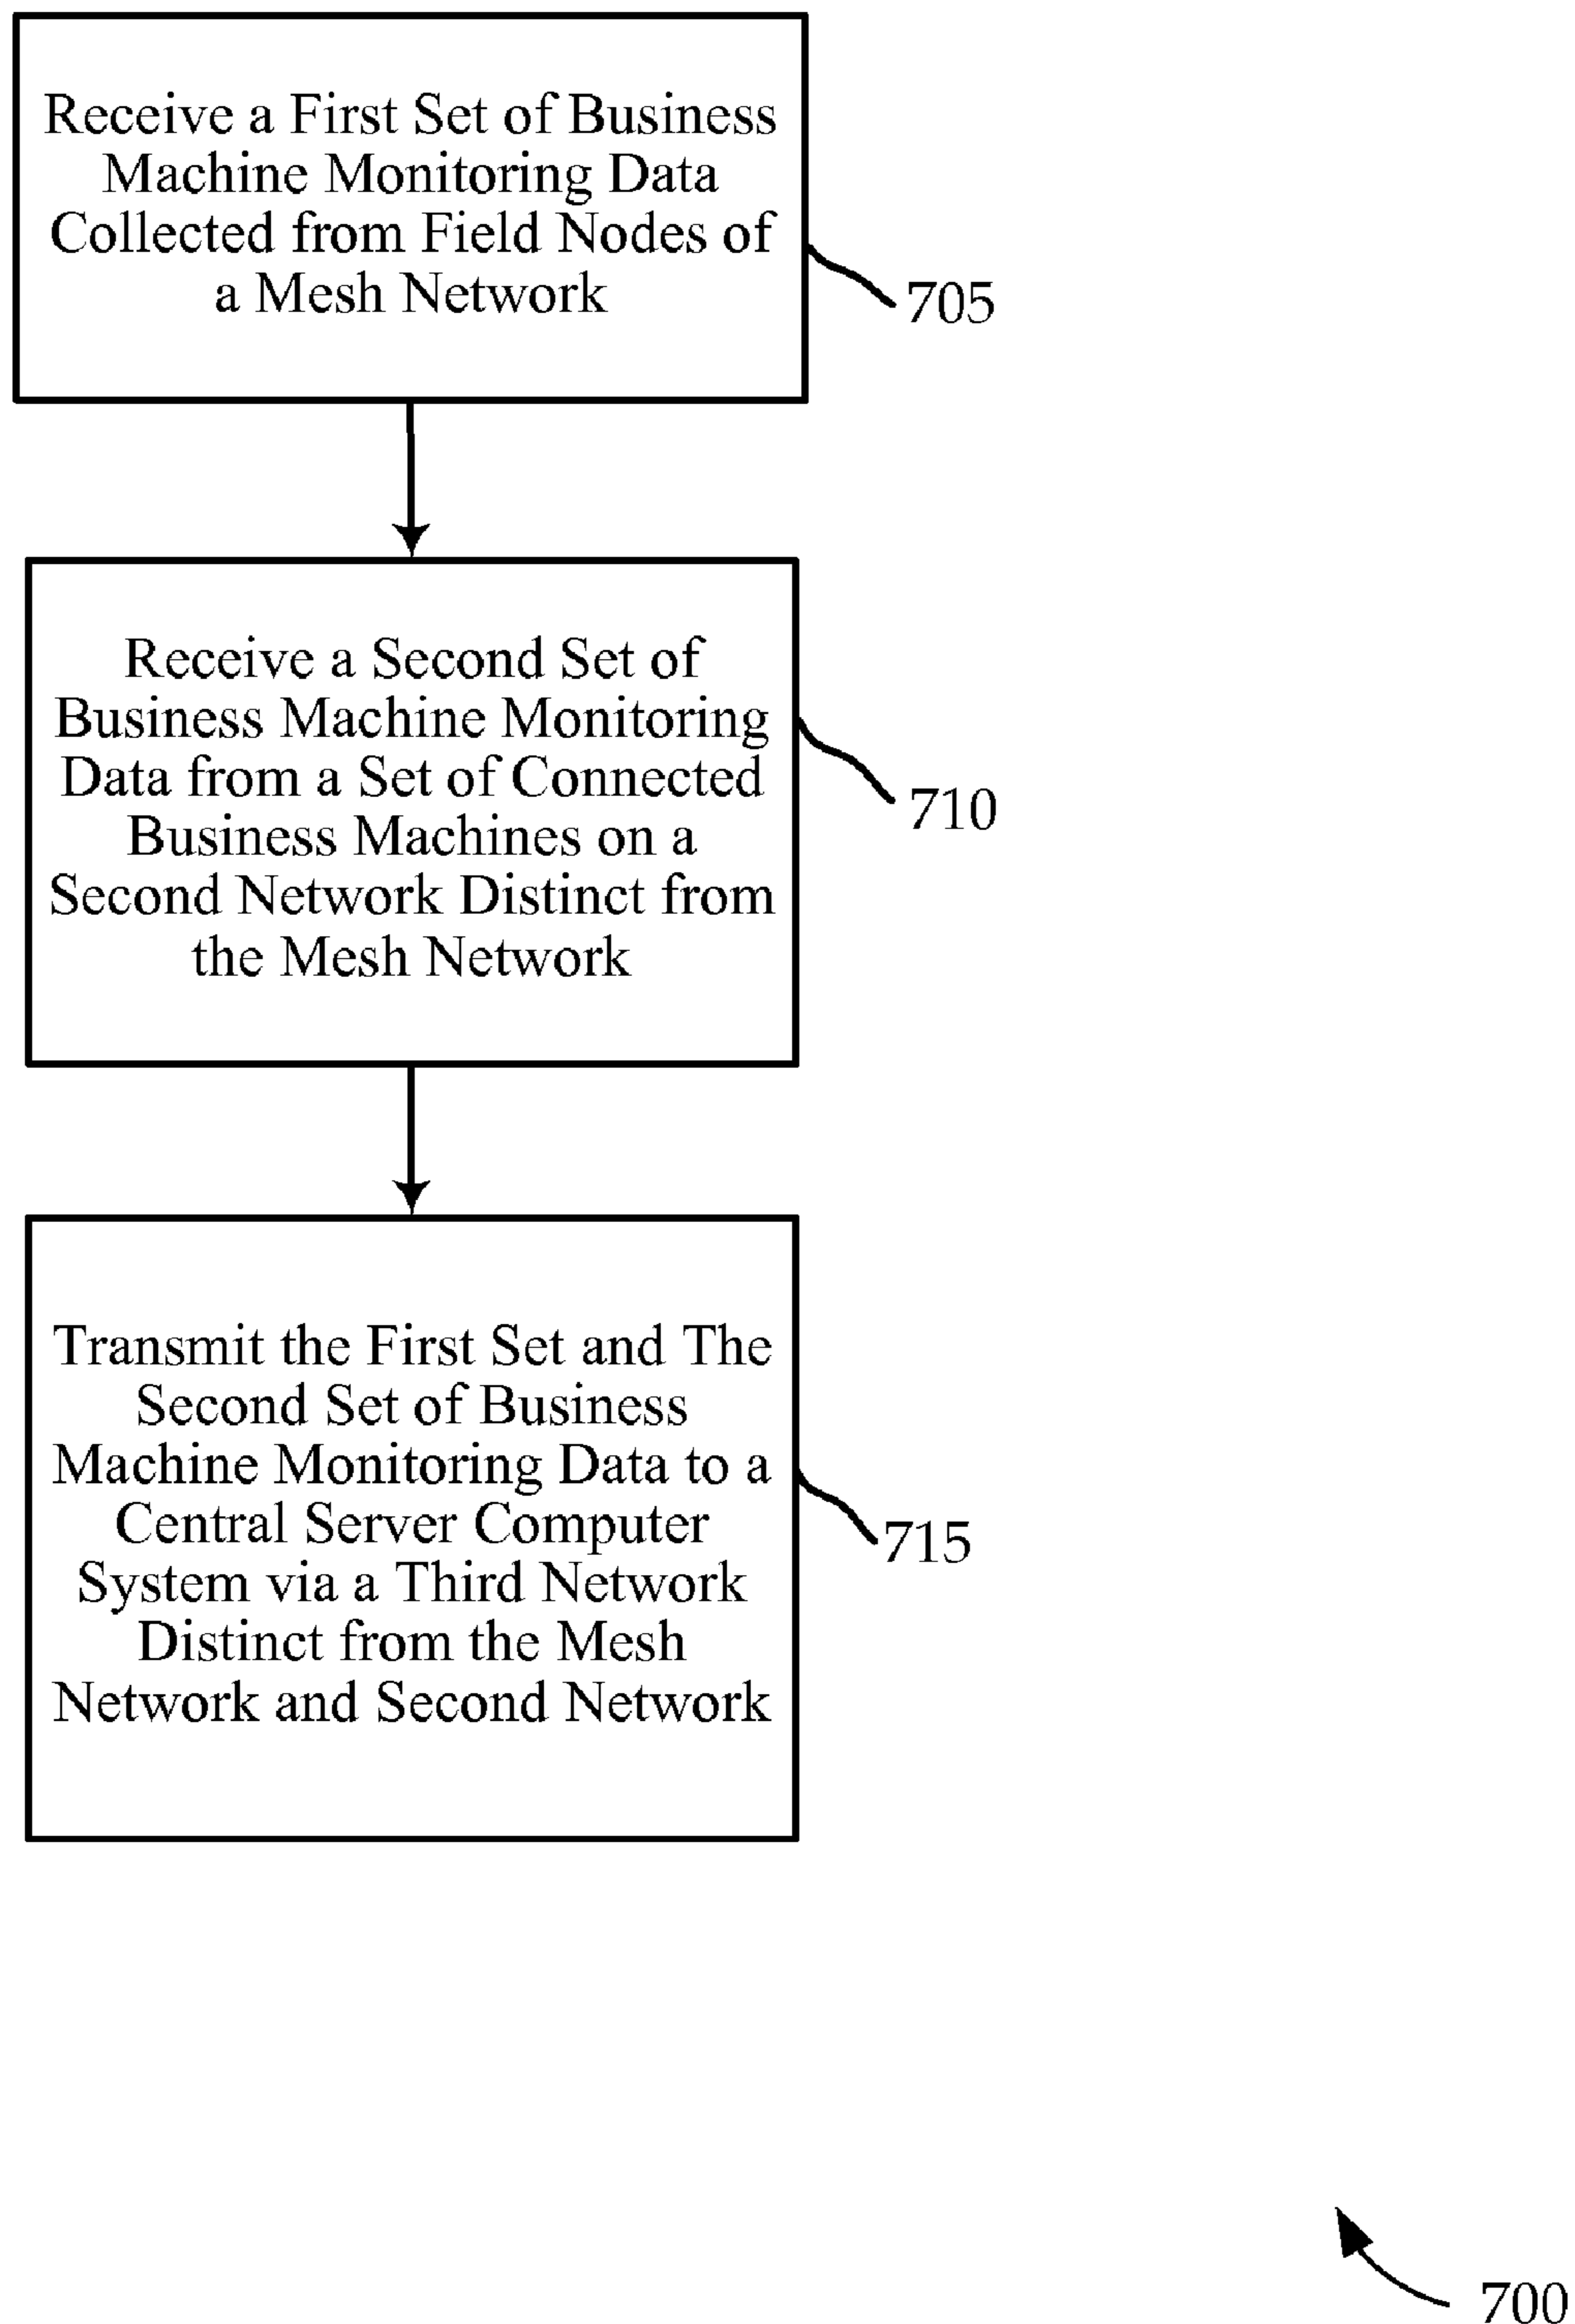 Receive a First Set of Business
Machine Monitoring Data
Collected from Field Nodes of
a Mesh Network
705
Receive a Second Set of
Business Machine Monitoring
Data from a Set of Connected
Business Machines on a
Second Network Distinct from
the Mesh Network
710
Transmit the First Set and The
Second Set of Business
Machine Monitoring Data to a
Central Server Computer
System via a Third Network
Distinct from the Mesh
Network and Second Network
715
700